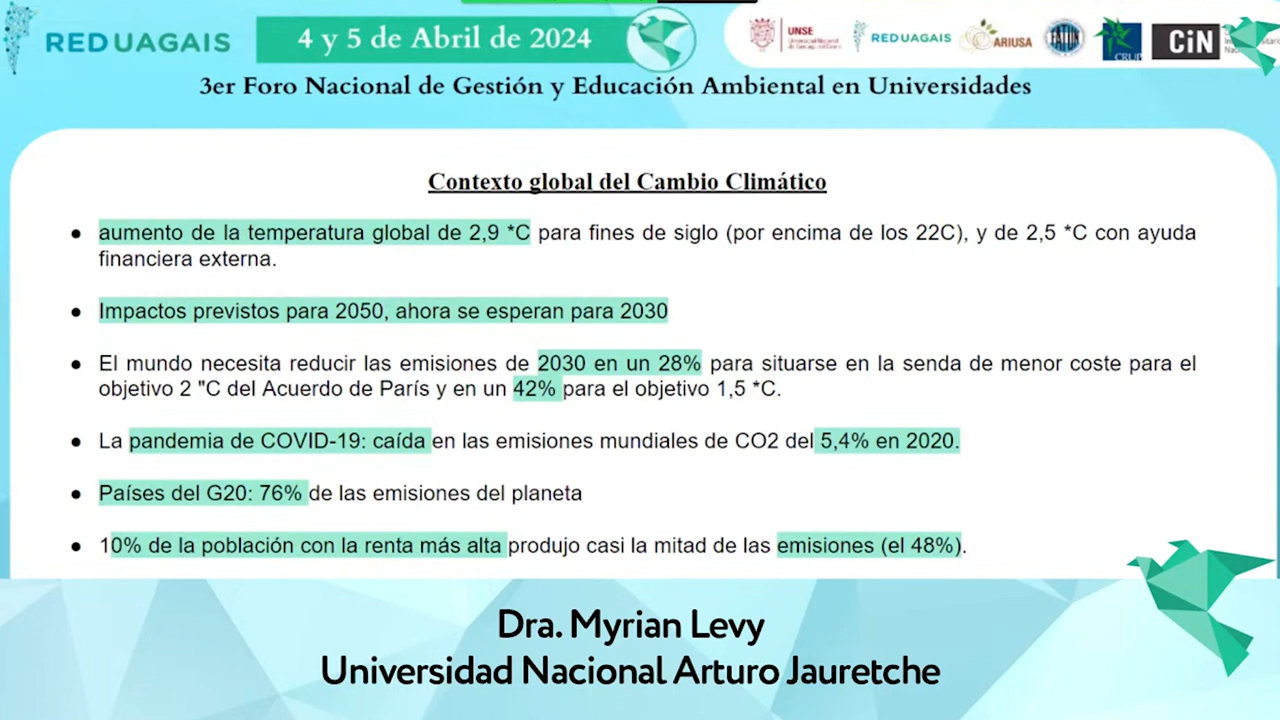 RED UAGAIS
4 y 5 de Abril de 2024
UNSE
REDUAGAIS
ARIUSA
FATUN
CRUP
CiN
3er Foro Nacional de Gestión y Educación Ambiental en Universidades
Contexto global del Cambio Climático
● aumento de la temperatura global de 2,9 *C para fines de siglo (por encima de los 22C), y de 2,5 *C con ayuda
financiera externa.
● Impactos previstos para 2050, ahora se esperan para 2030
● El mundo necesita reducir las emisiones de 2030 en un 28% para situarse en la senda de menor coste para el
objetivo 2 "C del Acuerdo de París y en un 42% para el objetivo 1,5 *C.
● La pandemia de COVID-19: caída en las emisiones mundiales de CO2 del 5,4% en 2020.
● Países del G20: 76% de las emisiones del planeta
● 10% de la población con la renta más alta produjo casi la mitad de las emisiones (el 48%).
Dra. Myrian Levy
Universidad Nacional Arturo Jauretche